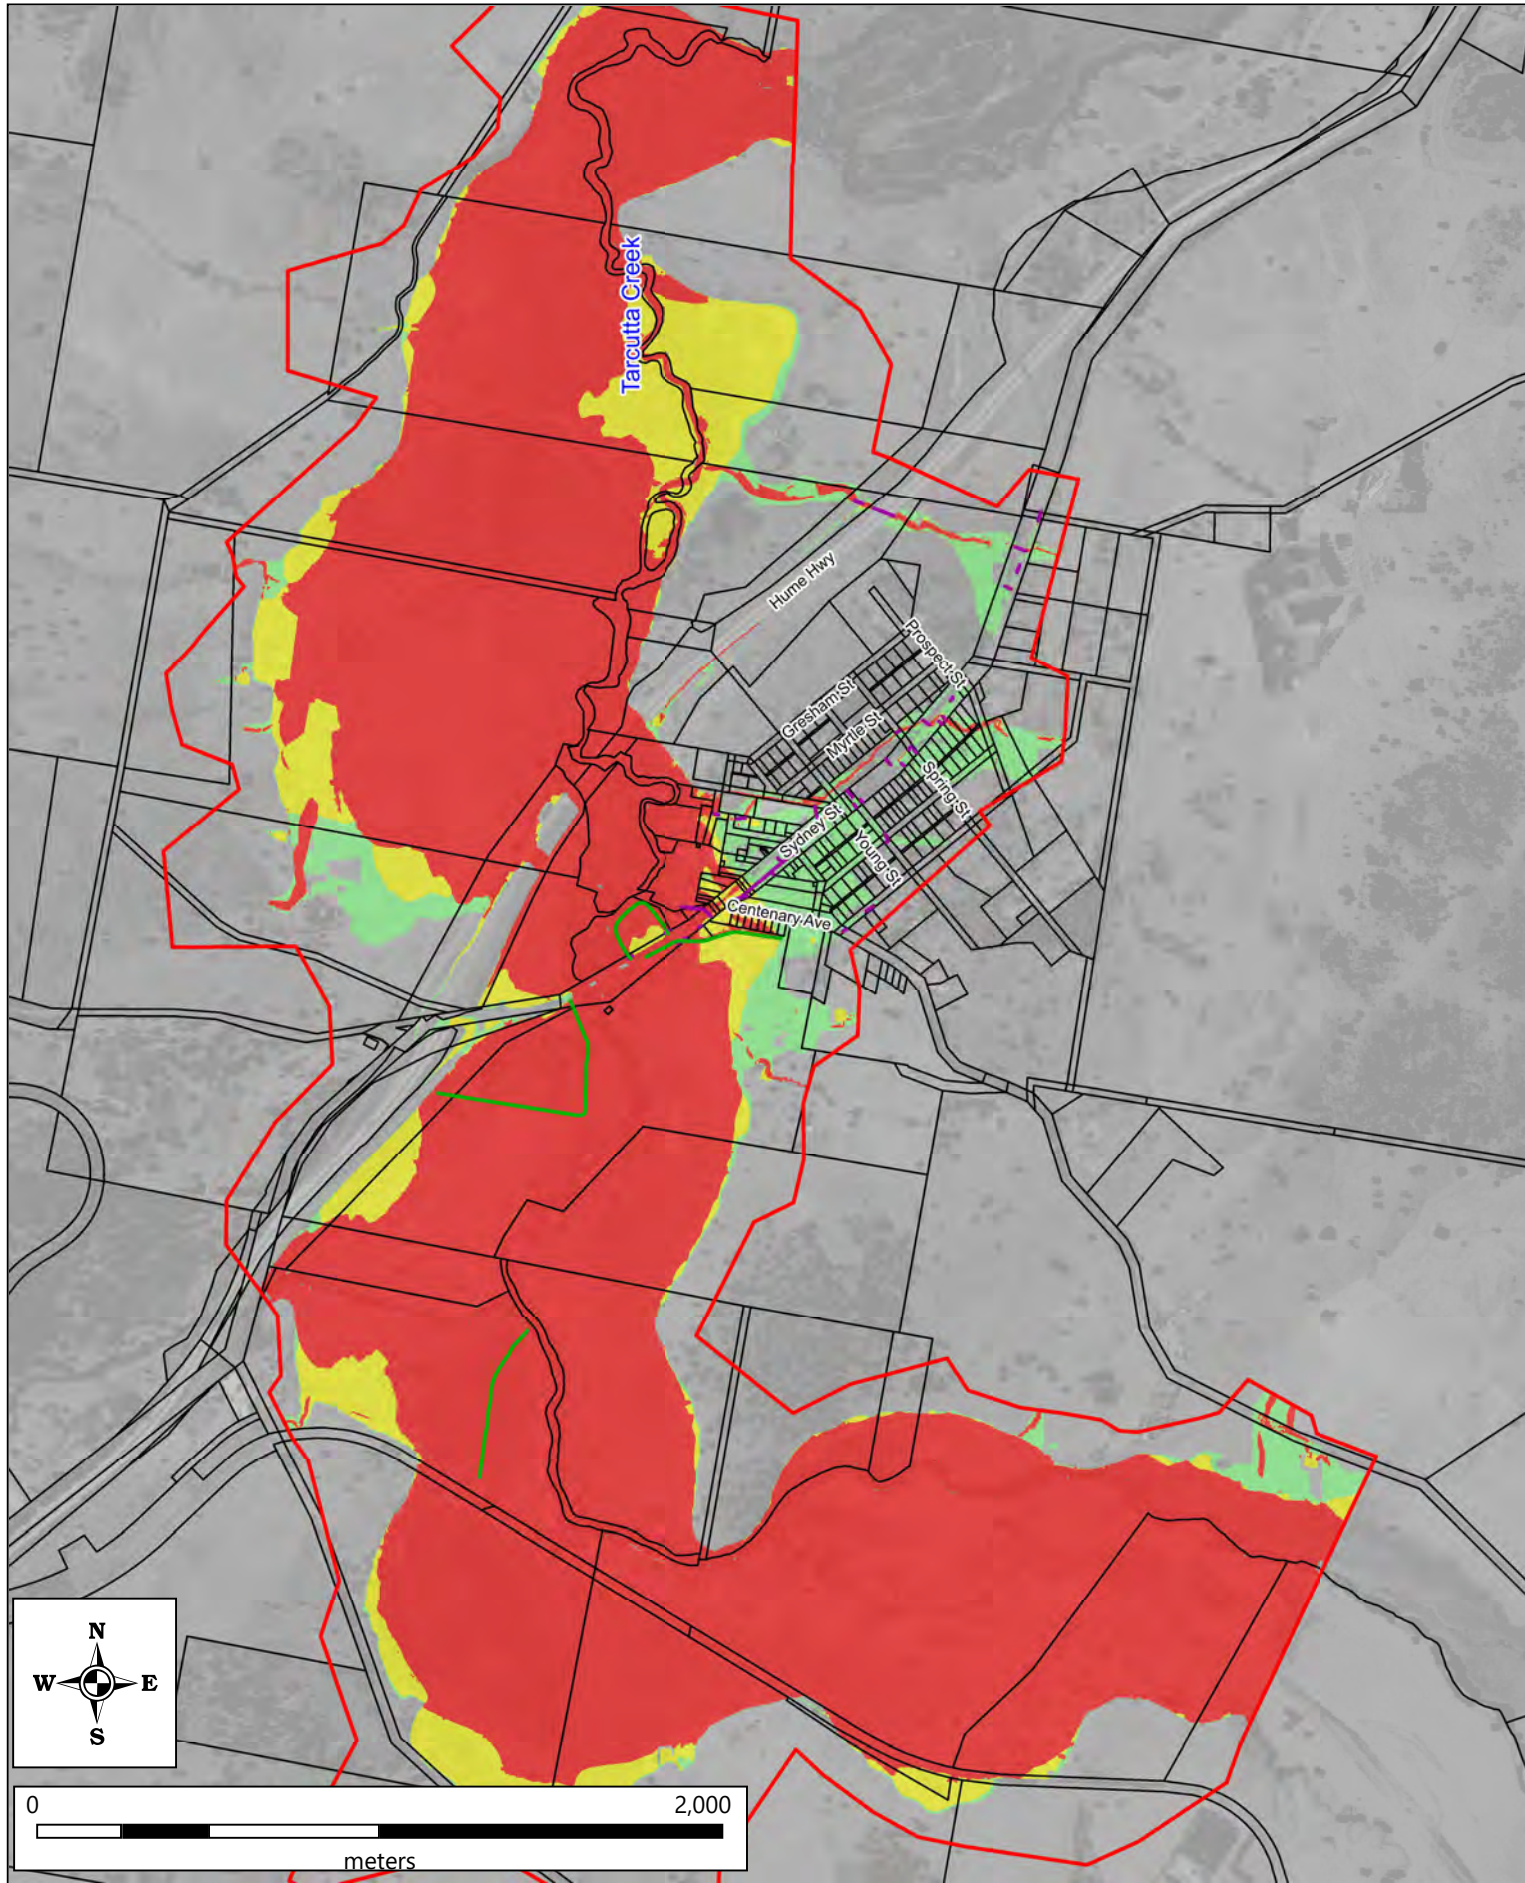 Tarcutta Creek
Hume Hwy
Prospect St
Gresham St
Myrtle St
Spring St
Sydney St
Young St
Centenary Ave
N
W E
S
0 2,000
meters